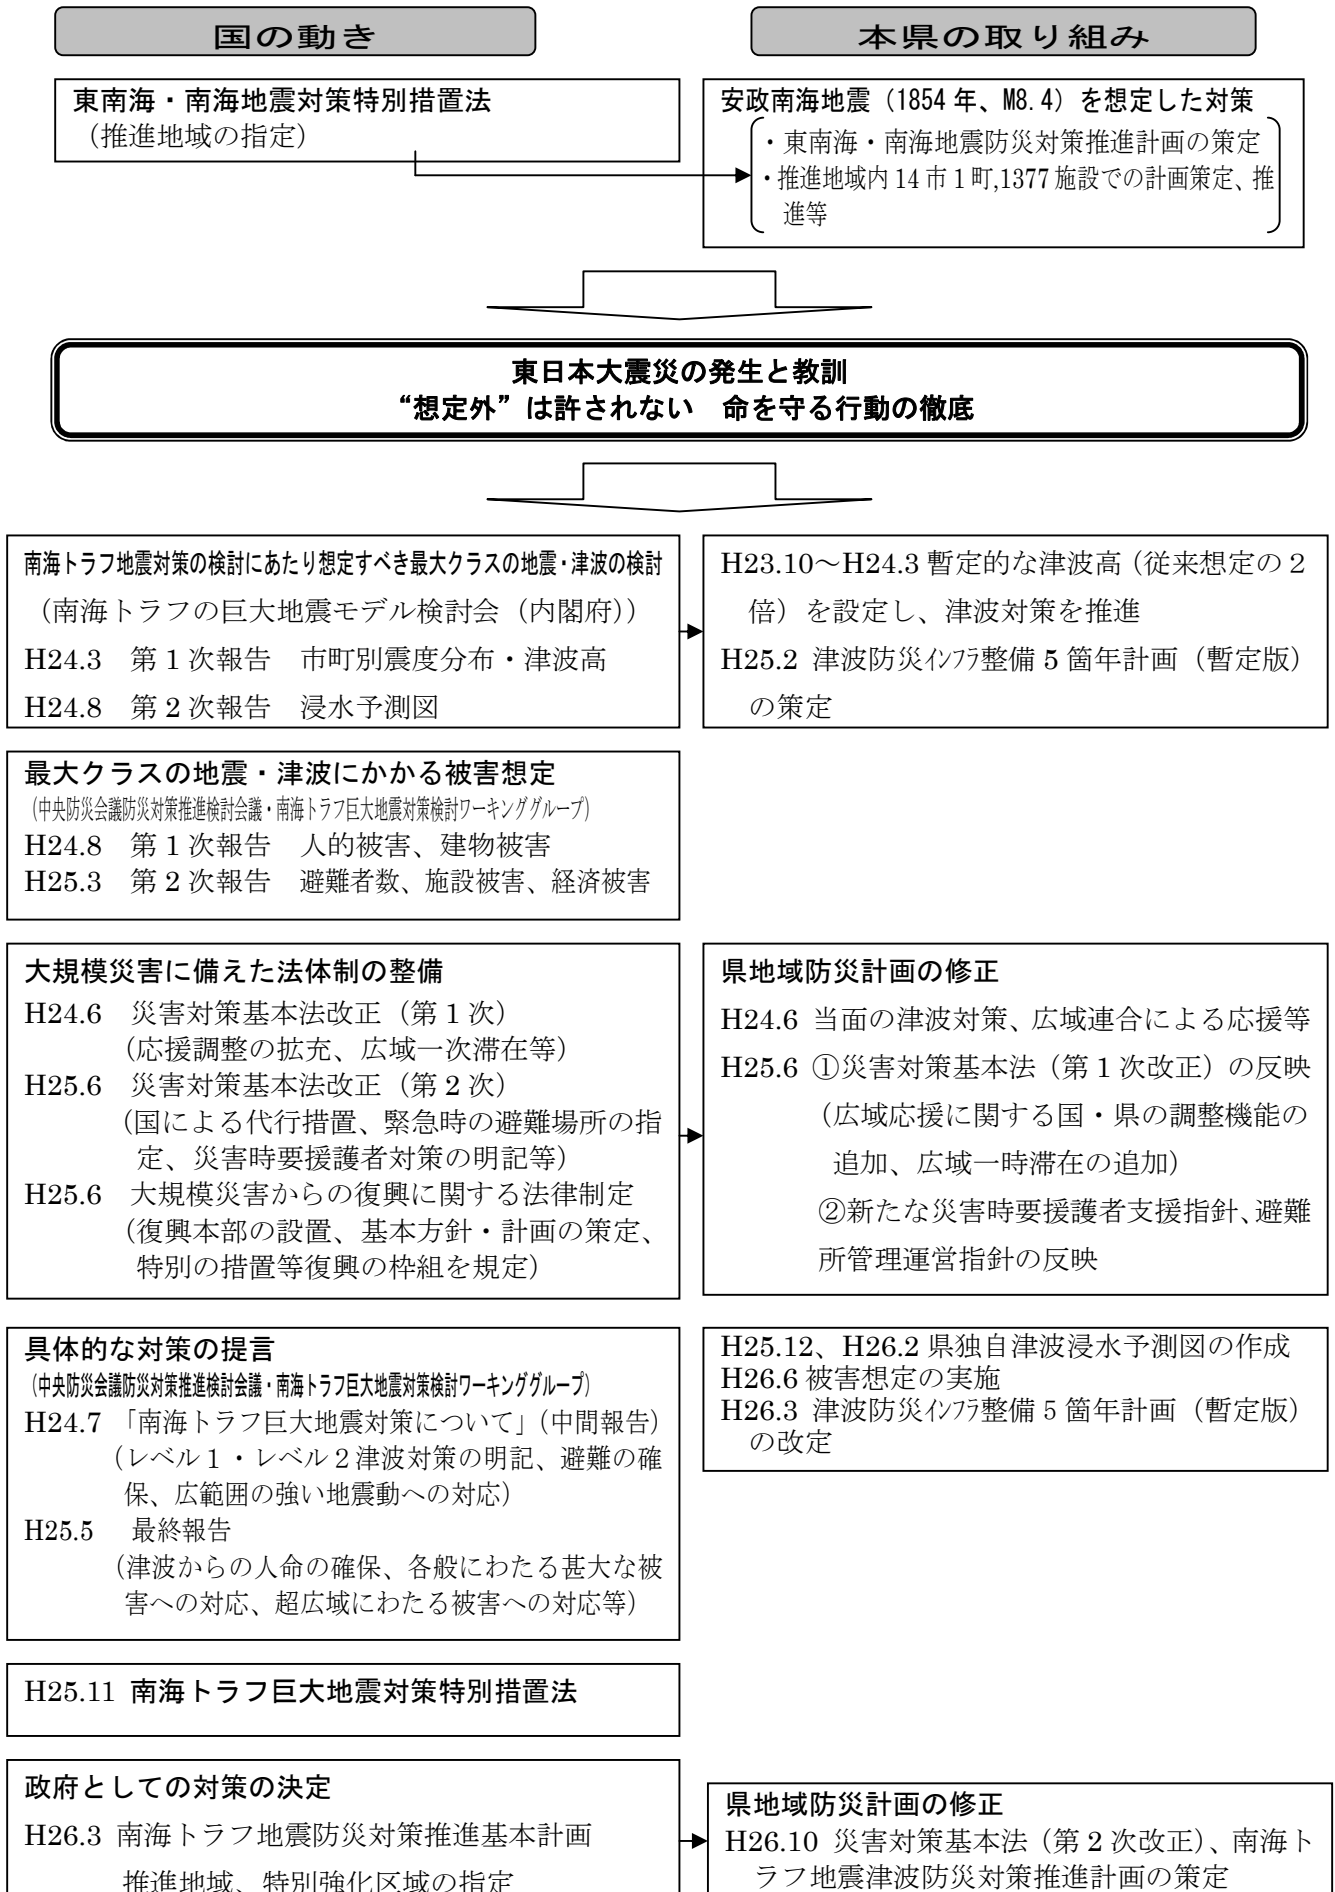 国の動き
本県の取り組み
東南海・南海地震対策特別措置法
（推進地域の指定）
安政南海地震（1854 年、M8.4）を想定した対策
・東南海・南海地震防災対策推進計画の策定
・推進地域内 14 市 1 町,1377 施設での計画策定、推
進等
東日本大震災の発生と教訓
“想定外”は許されない　命を守る行動の徹底
南海トラフ地震対策の検討にあたり想定すべき最大クラスの地震・津波の検討
（南海トラフの巨大地震モデル検討会（内閣府））
H24.3　第 1 次報告　市町別震度分布・津波高
H24.8　第 2 次報告　浸水予測図
H23.10～H24.3 暫定的な津波高（従来想定の２
倍）を設定し、津波対策を推進
H25.2 津波防災ｲﾝﾌﾗ整備 5 箇年計画（暫定版）
の策定
最大クラスの地震・津波にかかる被害想定
（中央防災会議防災対策推進検討会議・南海トラフ巨大地震対策検討ワーキンググループ）
H24.8　第 1 次報告　人的被害、建物被害
H25.3　第 2 次報告　避難者数、施設被害、経済被害
大規模災害に備えた法体制の整備
H24.6　災害対策基本法改正（第 1 次）
（応援調整の拡充、広域一次滞在等）
H25.6　災害対策基本法改正（第 2 次）
（国による代行措置、緊急時の避難場所の指
定、災害時要援護者対策の明記等）
H25.6　大規模災害からの復興に関する法律制定
（復興本部の設置、基本方針・計画の策定、
特別の措置等復興の枠組を規定）
県地域防災計画の修正
H24.6 当面の津波対策、広域連合による応援等
H25.6 ①災害対策基本法（第 1 次改正）の反映
（広域応援に関する国・県の調整機能の
追加、広域一時滞在の追加）
②新たな災害時要援護者支援指針、避難
所管理運営指針の反映
具体的な対策の提言
（中央防災会議防災対策推進検討会議・南海トラフ巨大地震対策検討ワーキンググループ）
H24.7 「南海トラフ巨大地震対策について」（中間報告）
（レベル１・レベル２津波対策の明記、避難の確
保、広範囲の強い地震動への対応）
H25.5　最終報告
（津波からの人命の確保、各般にわたる甚大な被
害への対応、超広域にわたる被害への対応等）
H25.12、H26.2 県独自津波浸水予測図の作成
H26.6 被害想定の実施
H26.3 津波防災ｲﾝﾌﾗ整備 5 箇年計画（暫定版）
の改定
H25.11 南海トラフ巨大地震対策特別措置法
政府としての対策の決定
H26.3 南海トラフ地震防災対策推進基本計画
推進地域、特別強化区域の指定
県地域防災計画の修正
H26.10 災害対策基本法（第 2 次改正）、南海ト
ラフ地震津波防災対策推進計画の策定